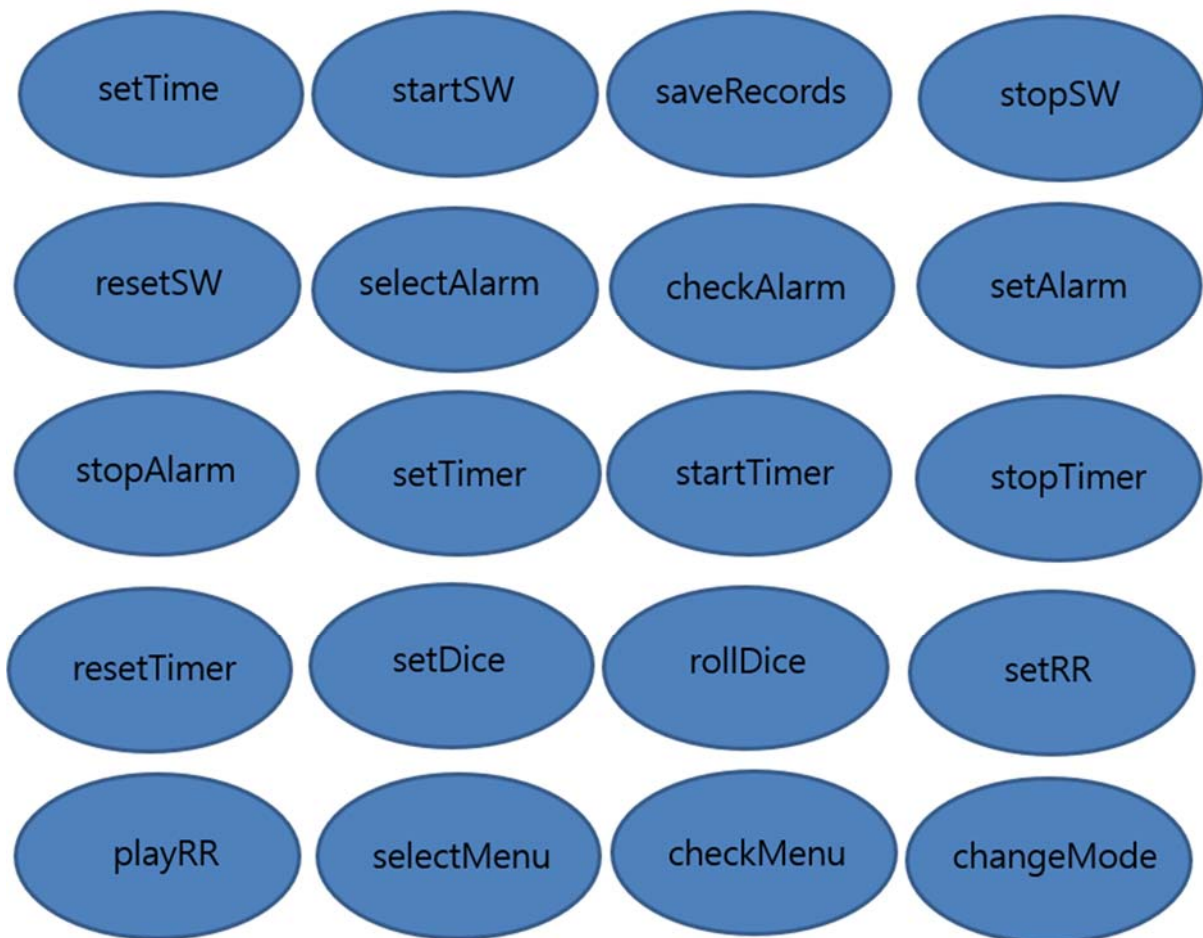 setTime
startSW
saveRecords
stopSW
resetSW
selectAlarm
checkAlarm
setAlarm
stopAlarm
setTimer
startTimer
stopTimer
resetTimer
setDice
rollDice
setRR
playRR
selectMenu
checkMenu
changeMode